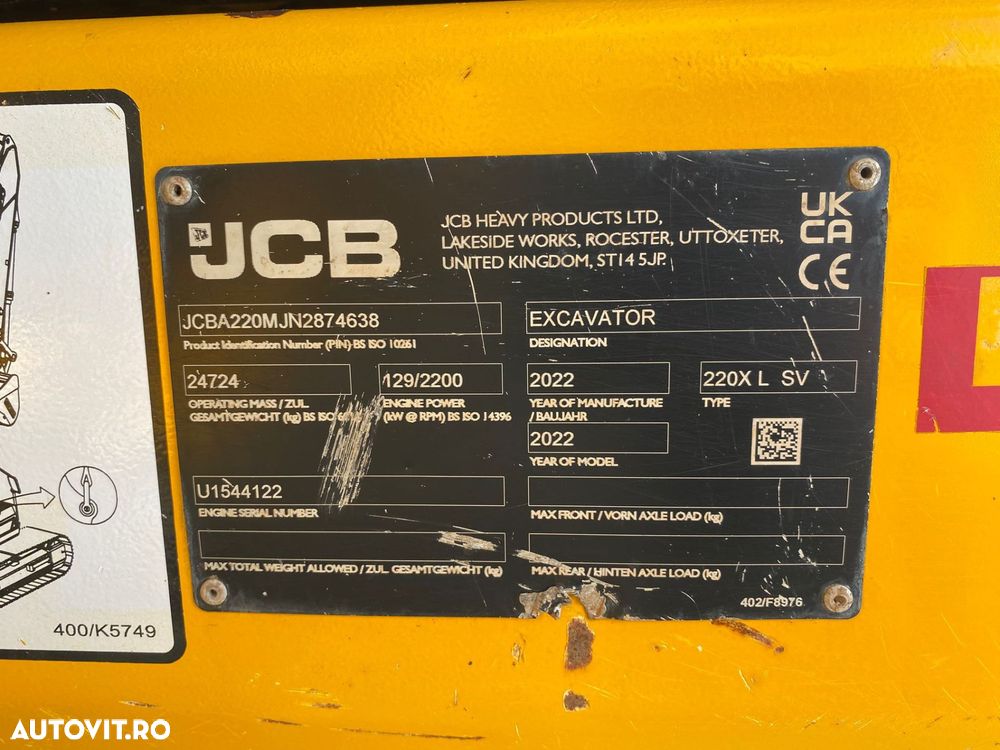 JCB
JCB HEAVY PRODUCTS LTD,
LAKESIDE WORKS, ROCESTER, UTTOXETER,
UNITED KINGDOM, ST14 5JP.
UK
CA
CE
JCBA220MJN2874638
Product Identification Number (PIN) BS ISO 10261
EXCAVATOR
DESIGNATION
24724
OPERATING MASS / ZUL.
GESAMTGEWICHT (kg) BS ISO
129/2200
ENGINE POWER
(kW @ RPM) BS ISO 14396
2022
YEAR OF MANUFACTURE
/ BAUJAHR
220X L SV
TYPE
2022
YEAR OF MODEL
U1544122
ENGINE SERIAL NUMBER
MAX FRONT / VORN AXLE LOAD (kg)
MAX TOTAL WEIGHT ALLOWED / ZUL. GESAMTGEWICHT (kg)
MAX REAR / HINTEN AXLE LOAD (kg)
402/F8976
400/K5749
AUTOVIT.RO